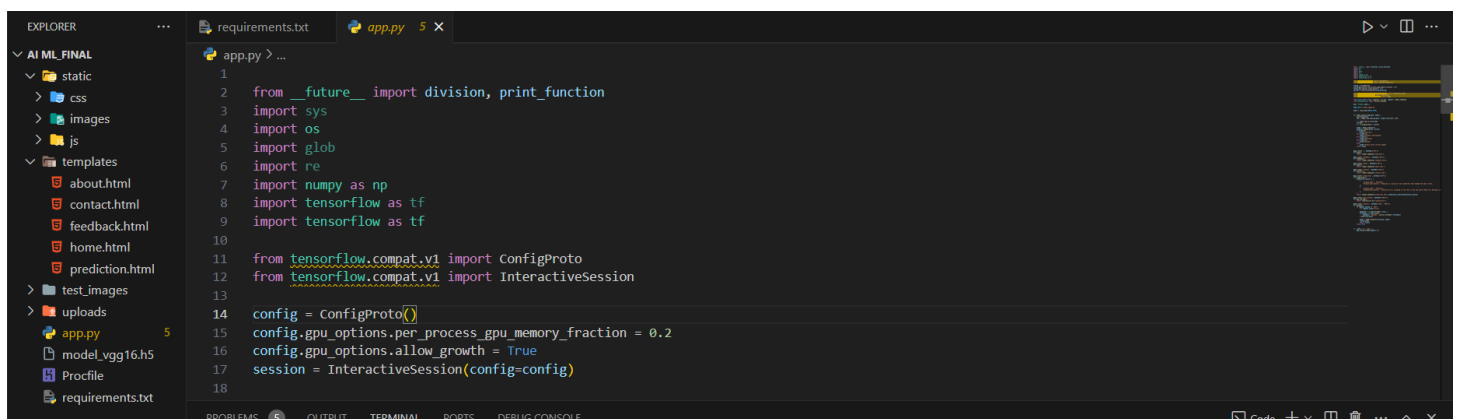 EXPLORER
AI ML_FINAL
static
css
images
js
templates
about.html
contact.html
feedback.html
home.html
prediction.html
test_images
uploads
app.py 5
model_vgg16.h5
Procfile
requirements.txt
requirements.txt app.py 5
app.py > ...
1
2 from __future__ import division, print_function
3 import sys
4 import os
5 import glob
6 import re
7 import numpy as np
8 import tensorflow as tf
9 import tensorflow as tf
10
11 from tensorflow.compat.v1 import ConfigProto
12 from tensorflow.compat.v1 import InteractiveSession
13
14 config = ConfigProto()
15 config.gpu_options.per_process_gpu_memory_fraction = 0.2
16 config.gpu_options.allow_growth = True
17 session = InteractiveSession(config=config)
18
PROBLEMS 5 OUTPUT TERMINAL PORTS DEBUG CONSOLE Code